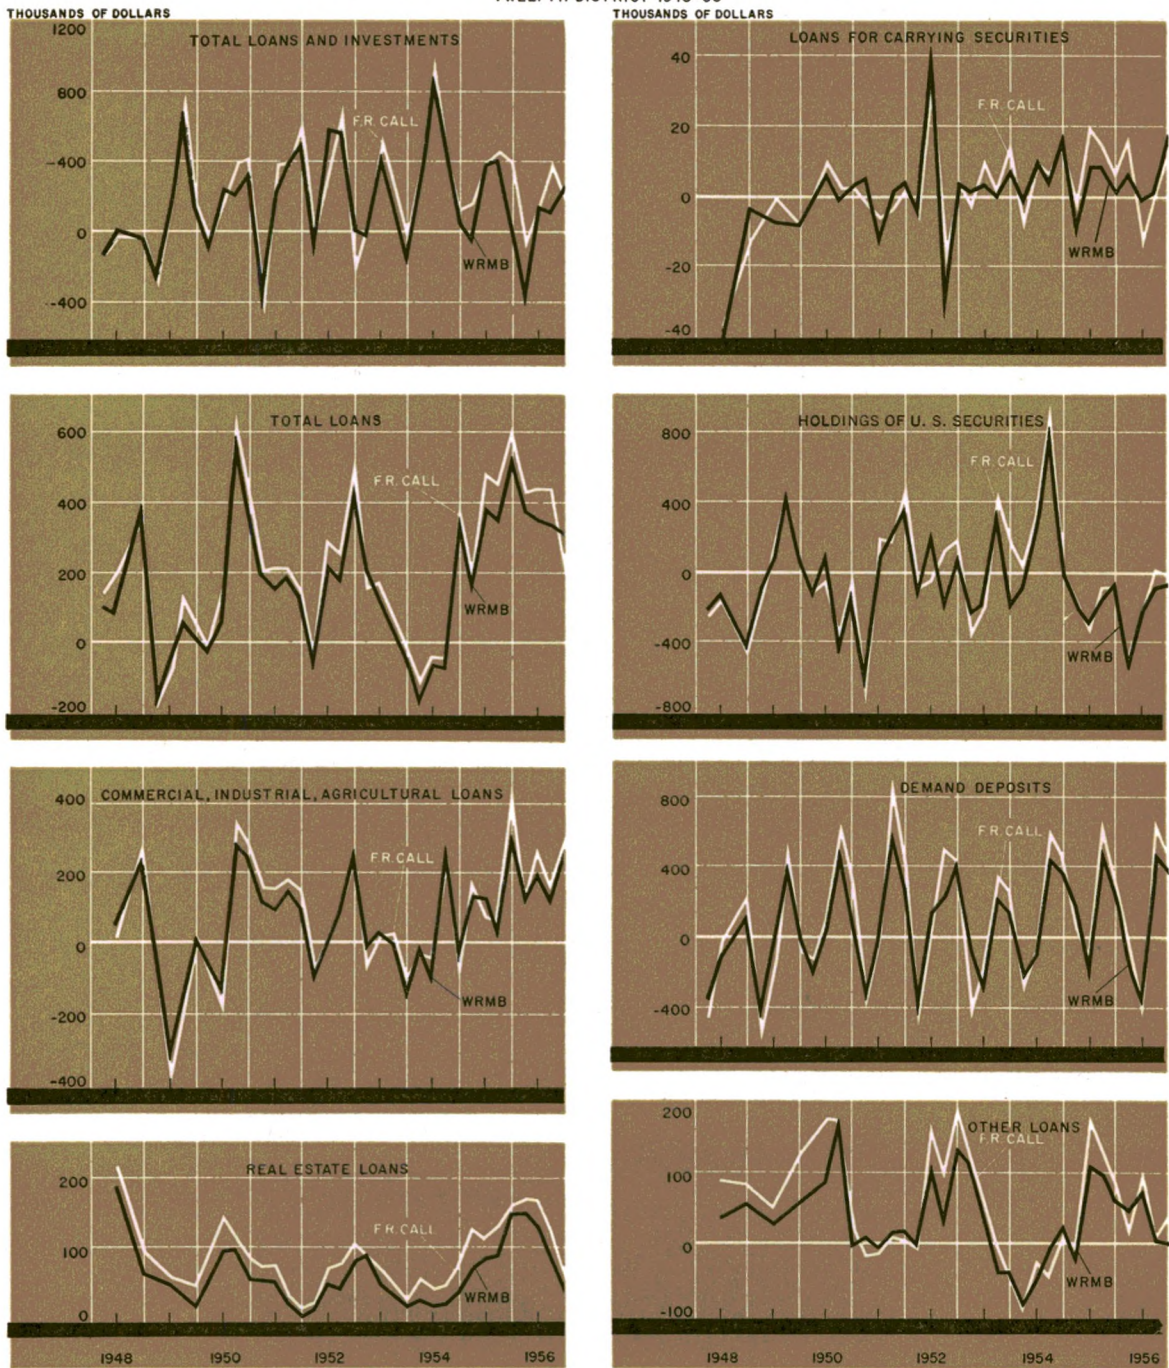 THOUSANDS OF DOLLARS
TOTAL LOANS AND INVESTMENTS
1200
800
-400
0
-400
F.R. CALL
WRMB
THOUSANDS OF DOLLARS
LOANS FOR CARRYING SECURITIES
40
20
0
-20
-40
F.R. CALL
WRMB
TOTAL LOANS
600
400
200
0
-200
F.R. CALL
WRMB
HOLDINGS OF U. S. SECURITIES
800
400
0
-400
-800
F.R. CALL
WRMB
COMMERCIAL, INDUSTRIAL, AGRICULTURAL LOANS
400
200
0
-200
-400
F.R. CALL
WRMB
DEMAND DEPOSITS
800
400
0
-400
F.R. CALL
WRMB
REAL ESTATE LOANS
200
100
0
F.R. CALL
WRMB
1948 1950 1952 1954 1956
OTHER LOANS
200
100
0
-100
F.R. CALL
WRMB
1948 1950 1952 1954 1956